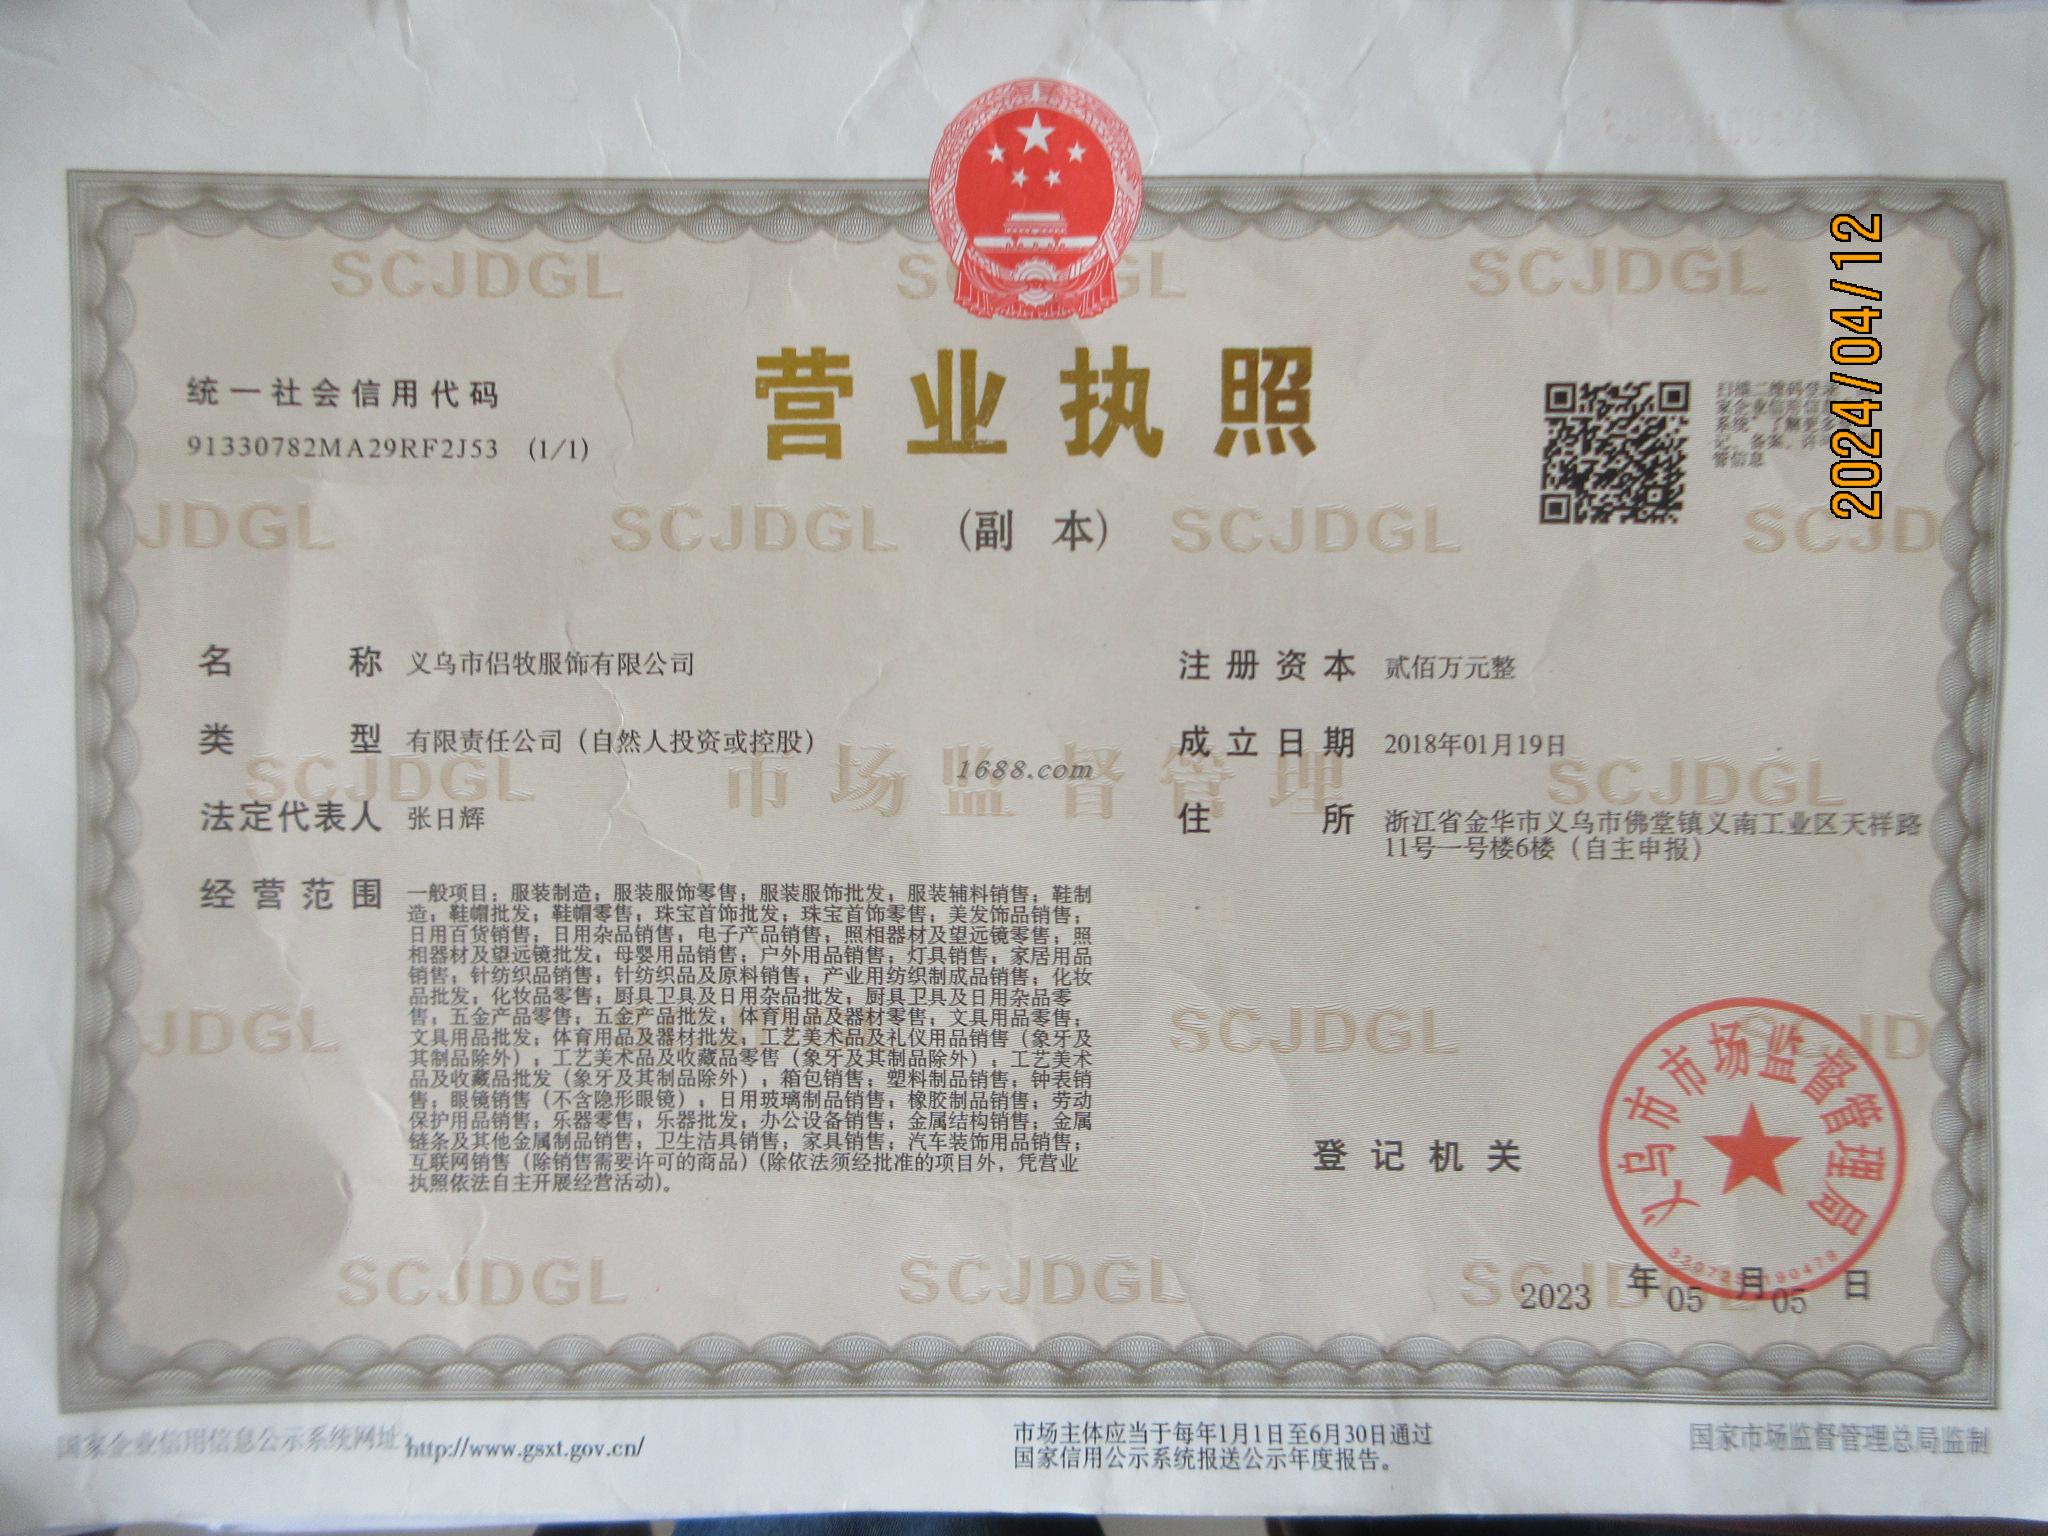 SCJDGL
SCJDGL
SCJDGL
2024/04/12
统一社会信用代码
91330782MA29RF2J53 (1/1)
营业执照
(副 本)
JDGL
SCJDGL
SCJDGL
SCJD
名 称 义乌市侣牧服饰有限公司
类 型 有限责任公司（自然人投资或控股）
法定代表人 张日辉
注册资本 贰佰万元整
成立日期 2018年01月19日
住 所 浙江省金华市义乌市佛堂镇义南工业区天祥路
11号一号楼6楼（自主申报）
SCJDGL
市场监督管理
1688.com
SCJDGL
经营范围 一般项目：服装制造；服装服饰零售；服装服饰批发；服装辅料销售；鞋制
造；鞋帽批发；鞋帽零售；珠宝首饰批发；珠宝首饰零售；美发饰品销售；
日用百货销售；日用杂品销售；电子产品销售；照相器材及望远镜零售；照
相器材及望远镜批发；母婴用品销售；户外用品销售；灯具销售；家居用品
销售；针纺织品销售；针纺织品及原料销售；产业用纺织制成品销售；化妆
品批发；化妆品零售；厨具卫具及日用杂品批发；厨具卫具及日用杂品零
售；五金产品零售；五金产品批发；体育用品及器材零售；文具用品零售；
文具用品批发；体育用品及器材批发；工艺美术品及礼仪用品销售（象牙及
其制品除外）；工艺美术品及收藏品零售（象牙及其制品除外）；工艺美术
品及收藏品批发（象牙及其制品除外）；箱包销售；塑料制品销售；钟表销
售；眼镜销售（不含隐形眼镜）；日用玻璃制品销售；橡胶制品销售；劳动
保护用品销售；乐器零售；乐器批发；办公设备销售；金属结构销售；金属
链条及其他金属制品销售；卫生洁具销售；家具销售；汽车装饰用品销售；
互联网销售（除销售需要许可的商品）(除依法须经批准的项目外，凭营业
执照依法自主开展经营活动)。
JDGL
SCJDGL
SCJD
登记机关
义乌市市场监督管理局
2023 年 05 月 05 日
SCJDGL
SCJDGL
SCJDGL
国家企业信用信息公示系统网址：http://www.gsxt.gov.cn/
市场主体应当于每年1月1日至6月30日通过
国家信用公示系统报送公示年度报告。
国家市场监督管理总局监制